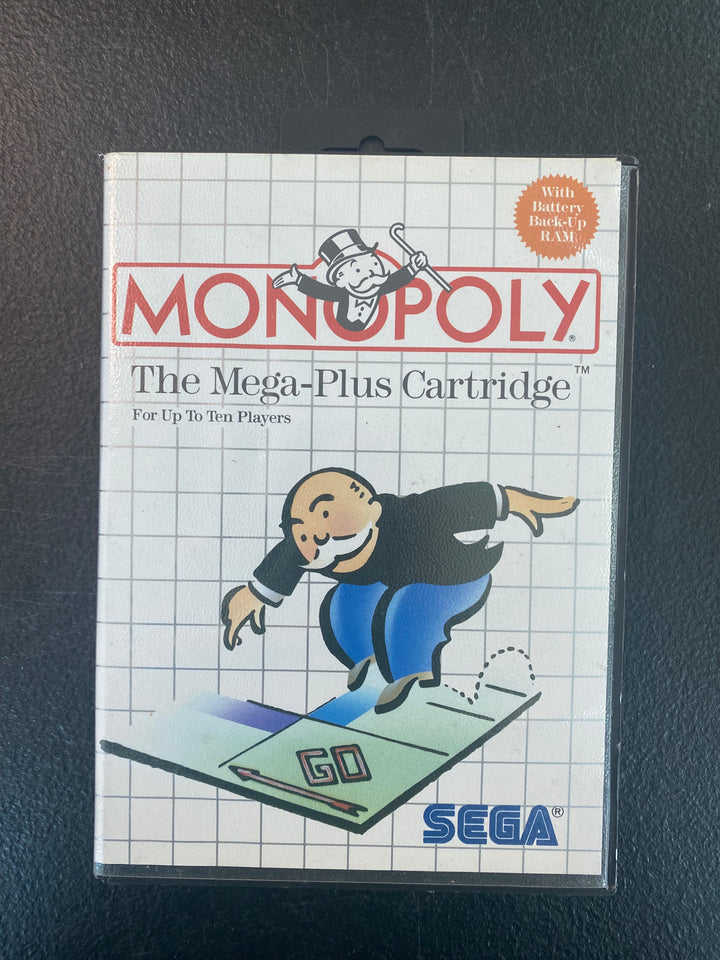 With
Battery
Back-Up
RAM
MONOPOLY®
The Mega-Plus Cartridge™
For Up To Ten Players
GO
SEGA®